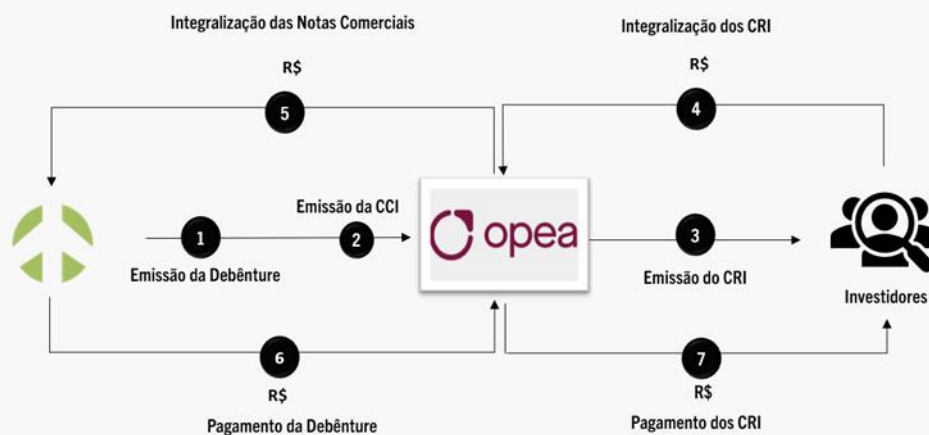 Integralização das Notas Comerciais
R$
5
Integralização dos CRI
R$
4
1
Emissão da Debênture
Emissão da CCI
2
opea
3
Emissão do CRI
Investidores
6
R$
Pagamento da Debênture
7
R$
Pagamento dos CRI